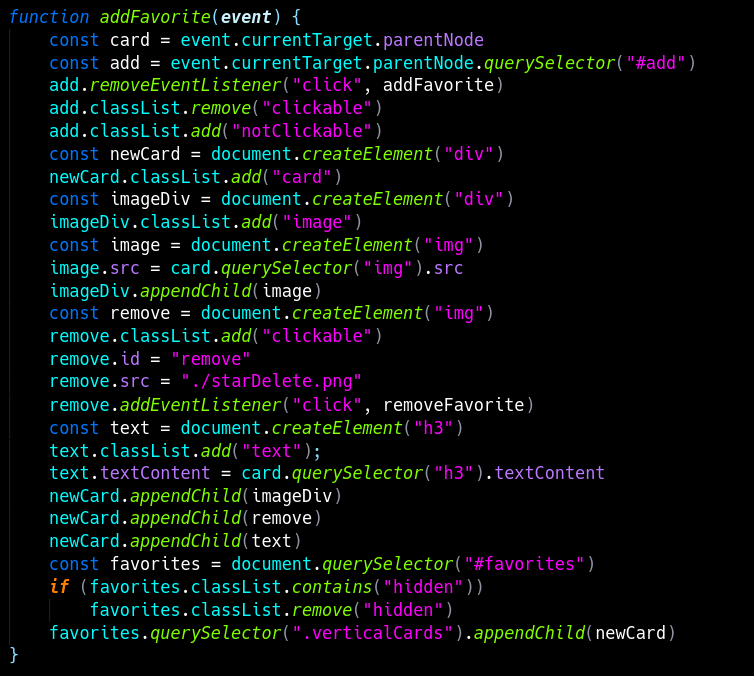 function addFavorite(event) {
    const card = event.currentTarget.parentNode
    const add = event.currentTarget.parentNode.querySelector("#add")
    add.removeEventListener("click", addFavorite)
    add.classList.remove("clickable")
    add.classList.add("notClickable")
    const newCard = document.createElement("div")
    newCard.classList.add("card")
    const imageDiv = document.createElement("div")
    imageDiv.classList.add("image")
    const image = document.createElement("img")
    image.src = card.querySelector("img").src
    imageDiv.appendChild(image)
    const remove = document.createElement("img")
    remove.classList.add("clickable")
    remove.id = "remove"
    remove.src = "./starDelete.png"
    remove.addEventListener("click", removeFavorite)
    const text = document.createElement("h3")
    text.classList.add("text");
    text.textContent = card.querySelector("h3").textContent
    newCard.appendChild(imageDiv)
    newCard.appendChild(remove)
    newCard.appendChild(text)
    const favorites = document.querySelector("#favorites")
    if (favorites.classList.contains("hidden"))
        favorites.classList.remove("hidden")
    favorites.querySelector(".verticalCards").appendChild(newCard)
}